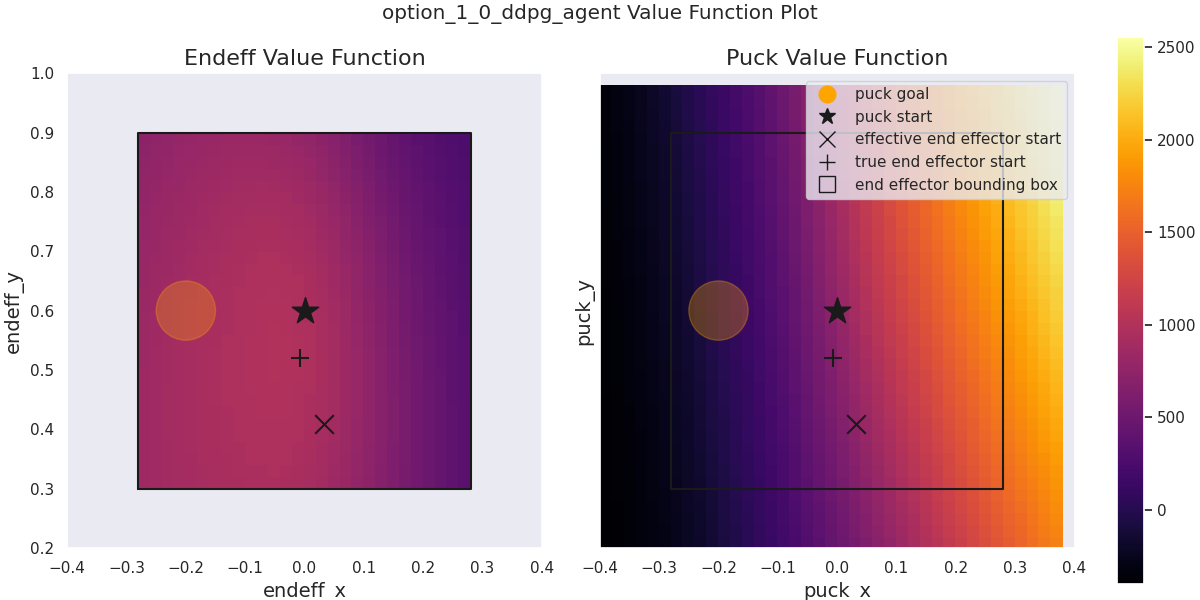 option_1_0_ddpg_agent Value Function Plot
Endeff Value Function
1.0
0.9
0.8
0.7
0.6
0.5
0.4
0.3
0.2
endeff_y
−0.4 −0.3 −0.2 −0.1 0.0 0.1 0.2 0.3 0.4
endeff_x
Puck Value Function
puck goal
puck start
effective end effector start
true end effector start
end effector bounding box
puck_y
−0.4 −0.3 −0.2 −0.1 0.0 0.1 0.2 0.3 0.4
puck_x
2500
2000
1500
1000
500
0